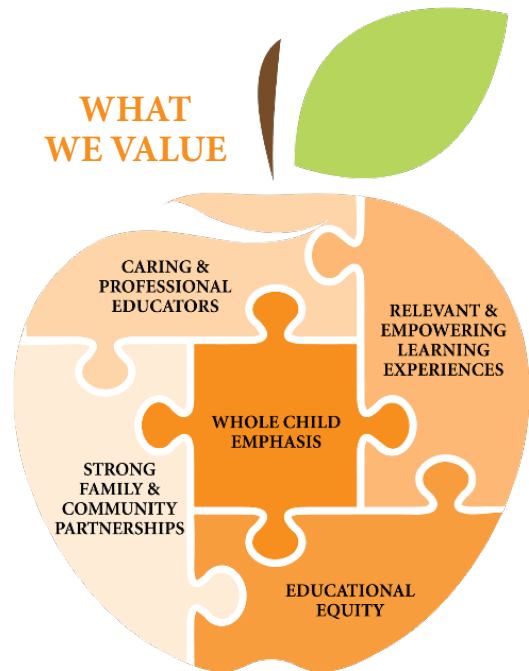 WHAT
WE VALUE
CARING &
PROFESSIONAL
EDUCATORS
RELEVANT &
EMPOWERING
LEARNING
EXPERIENCES
WHOLE CHILD
EMPHASIS
STRONG
FAMILY &
COMMUNITY
PARTNERSHIPS
EDUCATIONAL
EQUITY